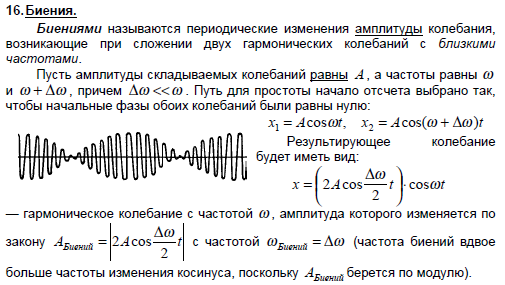 16. Биения.
Биениями называются периодические изменения амплитуды колебания,
возникающие при сложении двух гармонических колебаний с близкими
частотами.
Пусть амплитуды складываемых колебаний равны A, а частоты равны ω
и ω + Δω, причем Δω << ω. Путь для простоты начало отсчета выбрано так,
чтобы начальные фазы обоих колебаний были равны нулю:
x₁ = A cos ωt, x₂ = A cos(ω + Δω)t
Результирующее колебание
будет иметь вид:
x = (2A cos Δω/2 t) · cos ωt
— гармоническое колебание с частотой ω, амплитуда которого изменяется по
закону A_Биений = |2A cos Δω/2 t| с частотой ω_Биений = Δω (частота биений вдвое
больше частоты изменения косинуса, поскольку A_Биений берется по модулю).